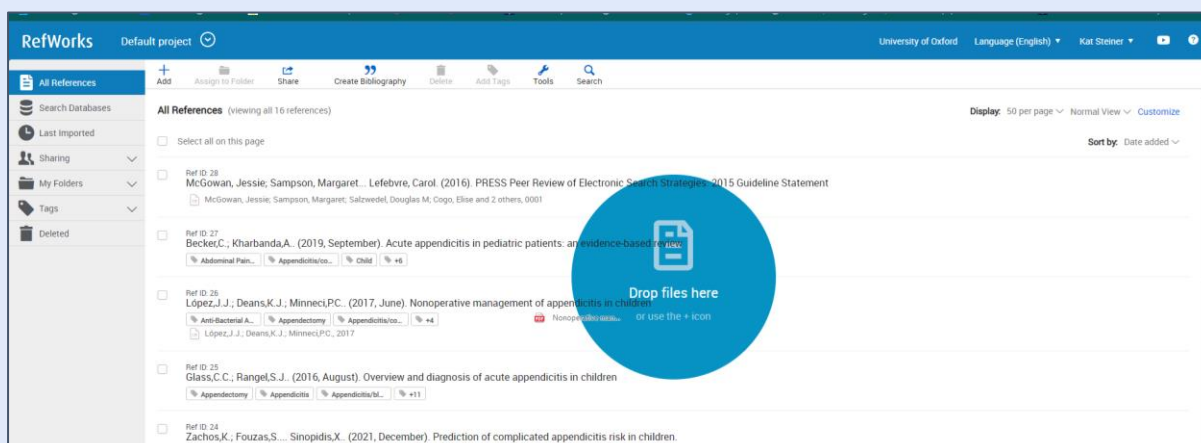 RefWorks Default project University of Oxford Language (English) Kat Steiner
All References
Search Databases
Last Imported
Sharing
My Folders
Tags
Deleted
Add Assign to Folder Share Create Bibliography Delete Add Tags Tools Search
All References (viewing all 16 references) Display: 50 per page Normal View Customize
Select all on this page Sort by: Date added
Ref ID: 28
McGowan, Jessie; Sampson, Margaret... Lefebvre, Carol. (2016). PRESS Peer Review of Electronic Search Strategies: 2015 Guideline Statement
McGowan, Jessie; Sampson, Margaret; Salzwedel, Douglas M; Cogo, Elise and 2 others, 0001
Ref ID: 27
Becker,C.; Kharbanda,A.. (2019, September). Acute appendicitis in pediatric patients: an evidence-based review
Abdominal Pain... Appendicitis/co... Child +6
Drop files here
or use the + icon
Ref ID: 26
López,J.J.; Deans,K.J.; Minneci,P.C.. (2017, June). Nonoperative management of appendicitis in children
Anti-Bacterial A... Appendectomy Appendicitis/co... +4
López,J.J.; Deans,K.J.; Minneci,P.C., 2017
Ref ID: 25
Glass,C.C.; Rangel,S.J.. (2016, August). Overview and diagnosis of acute appendicitis in children
Appendectomy Appendicitis Appendicitis/bl... +11
Ref ID: 24
Zachos,K.; Fouzas,S.... Sinopidis,X.. (2021, December). Prediction of complicated appendicitis risk in children.